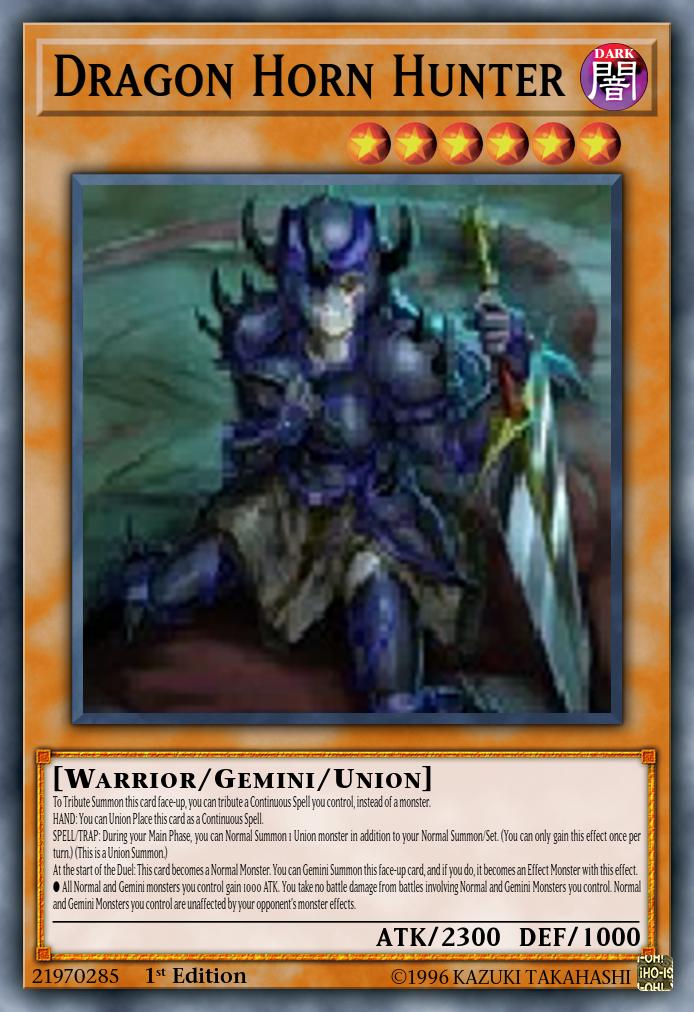 DRAGON HORN HUNTER
DARK
闇
[WARRIOR/GEMINI/UNION]
To Tribute Summon this card face-up, you can tribute a Continuous Spell you control, instead of a monster.
HAND: You can Union Place this card as a Continuous Spell.
SPELL/TRAP: During your Main Phase, you can Normal Summon 1 Union monster in addition to your Normal Summon/Set. (You can only gain this effect once per
turn.) (This is a Union Summon.)
At the start of the Duel: This card becomes a Normal Monster. You can Gemini Summon this face-up card, and if you do, it becomes an Effect Monster with this effect.
● All Normal and Gemini monsters you control gain 1000 ATK. You take no battle damage from battles involving Normal and Gemini Monsters you control. Normal
and Gemini Monsters you control are unaffected by your opponent's monster effects.
ATK/2300 DEF/1000
21970285 1st Edition ©1996 KAZUKI TAKAHASHI